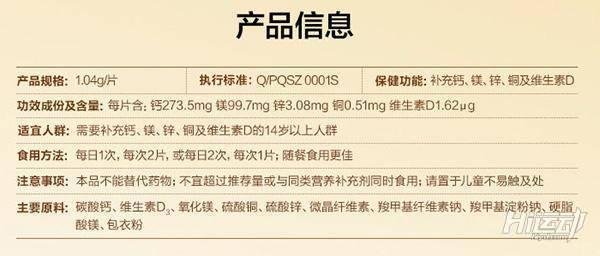 产品信息
产品规格: 1.04g/片 执行标准: Q/PQSZ 0001S 保健功能: 补充钙、镁、锌、铜及维生素D
功效成份及含量: 每片含: 钙273.5mg 镁99.7mg 锌3.08mg 铜0.51mg 维生素D1.62μg
适宜人群: 需要补充钙、镁、锌、铜及维生素D的14岁以上人群
食用方法: 每日1次, 每次2片, 或每日2次, 每次1片; 随餐食用更佳
注意事项: 本品不能替代药物; 不宜超过推荐量或与同类营养补充剂同时食用; 请置于儿童不易触及处
主要原料: 碳酸钙、维生素D₃、氧化镁、硫酸铜、硫酸锌、微晶纤维素、羧甲基纤维素钠、羧甲基淀粉钠、硬脂
酸镁、包衣粉
Hi运动